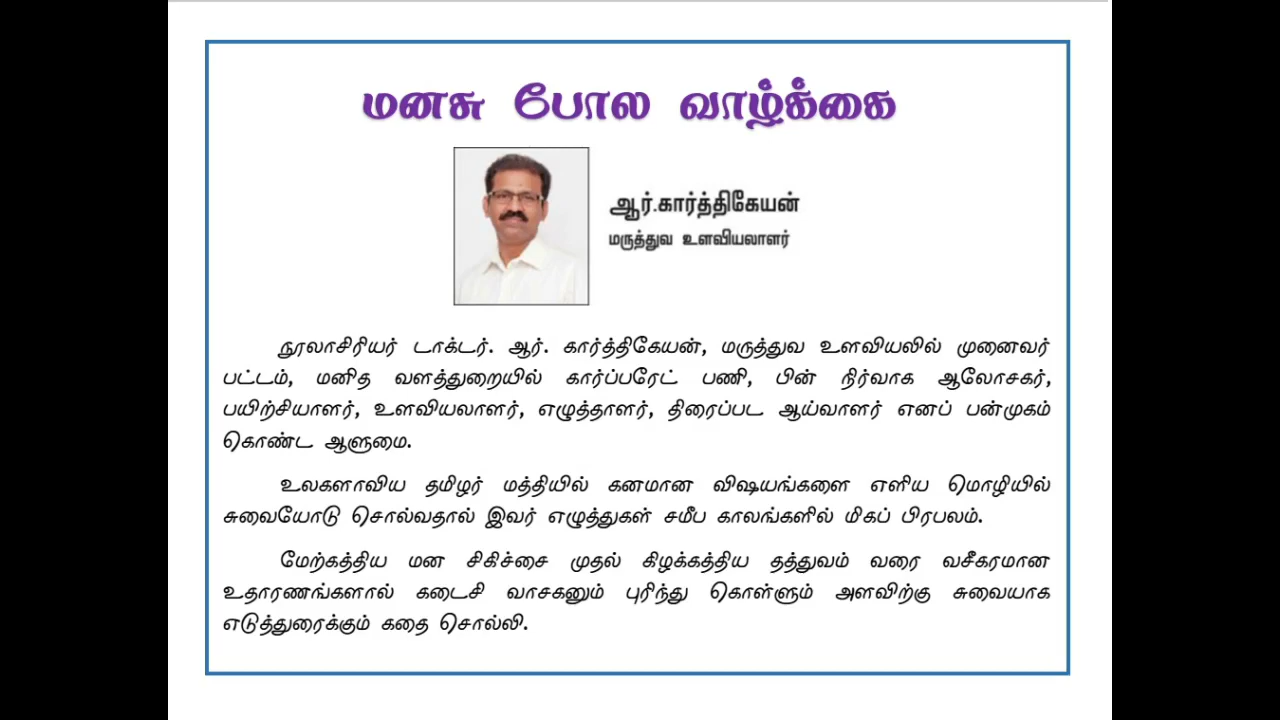 மனசு போல வாழ்க்கை
ஆர்.கார்த்திகேயன்
மருத்துவ உளவியலாளர்
நூலாசிரியர் டாக்டர். ஆர். கார்த்திகேயன், மருத்துவ உளவியலில் முனைவர்
பட்டம், மனித வளத்துறையில் கார்ப்பரேட் பணி, பின் நிர்வாக ஆலோசகர்,
பயிற்சியாளர், உளவியலாளர், எழுத்தாளர், திரைப்பட ஆய்வாளர் எனப் பன்முகம்
கொண்ட ஆளுமை.
உலகளாவிய தமிழர் மத்தியில் கனமான விஷயங்களை எளிய மொழியில்
சுவையோடு சொல்வதால் இவர் எழுத்துகள் சமீப காலங்களில் மிகப் பிரபலம்.
மேற்கத்திய மன சிகிச்சை முதல் கிழக்கத்திய தத்துவம் வரை வசீகரமான
உதாரணங்களால் கடைசி வாசகனும் புரிந்து கொள்ளும் அளவிற்கு சுவையாக
எடுத்துரைக்கும் கதை சொல்லி.